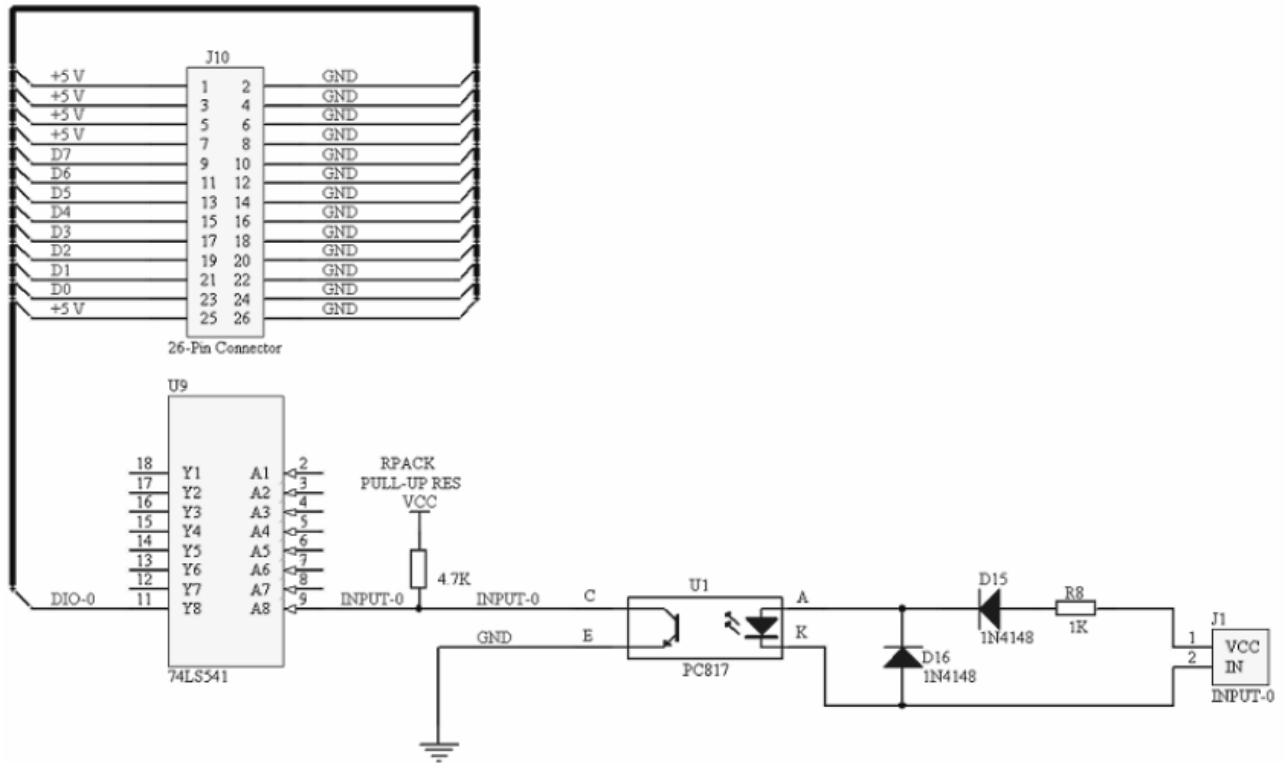 J10
+5 V 1 2 GND
+5 V 3 4 GND
+5 V 5 6 GND
+5 V 7 8 GND
D7 9 10 GND
D6 11 12 GND
D5 13 14 GND
D4 15 16 GND
D3 17 18 GND
D2 19 20 GND
D1 21 22 GND
D0 23 24 GND
+5 V 25 26 GND
26-Pin Connector
U9
18 Y1 A1 2
17 Y2 A2 3
16 Y3 A3 4
15 Y4 A4 5
14 Y5 A5 6
13 Y6 A6 7
12 Y7 A7 8
DIO-0 11 Y8 A8 9 INPUT-0
74LS541
RPACK
PULL-UP RES
VCC
4.7K
INPUT-0 C
GND E
U1
A
K
PC817
D15
1N4148
R8
1K
D16
1N4148
J1
1 VCC
2 IN
INPUT-0